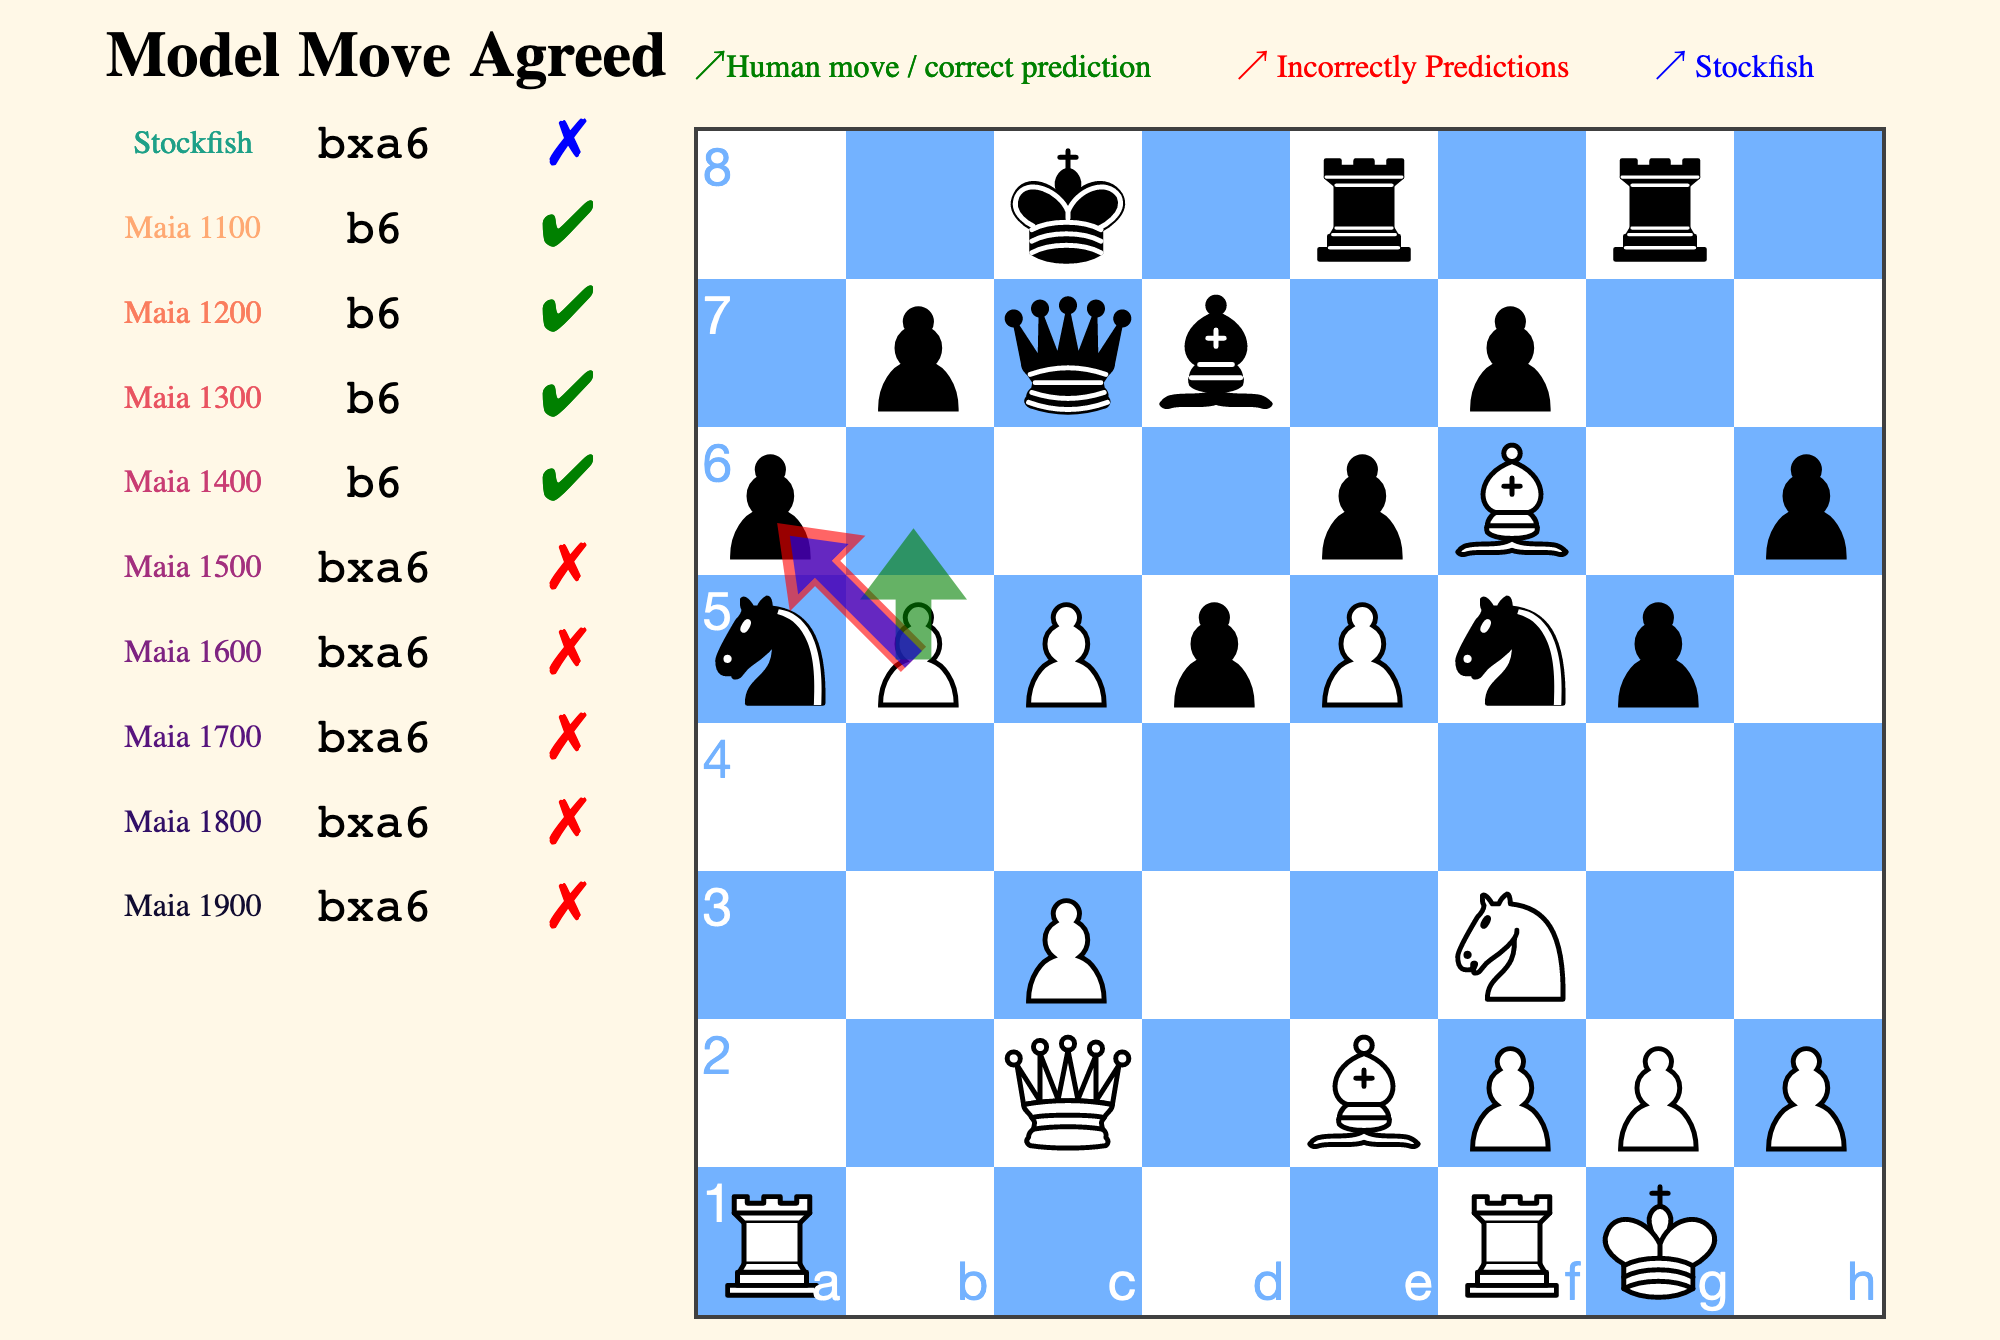 Model Move Agreed
↗Human move / correct prediction
↗ Incorrectly Predictions
↗ Stockfish
Stockfish bxa6 ✗
Maia 1100 b6 ✔
Maia 1200 b6 ✔
Maia 1300 b6 ✔
Maia 1400 b6 ✔
Maia 1500 bxa6 ✗
Maia 1600 bxa6 ✗
Maia 1700 bxa6 ✗
Maia 1800 bxa6 ✗
Maia 1900 bxa6 ✗
8
7
6
5
4
3
2
1
a b c d e f g h